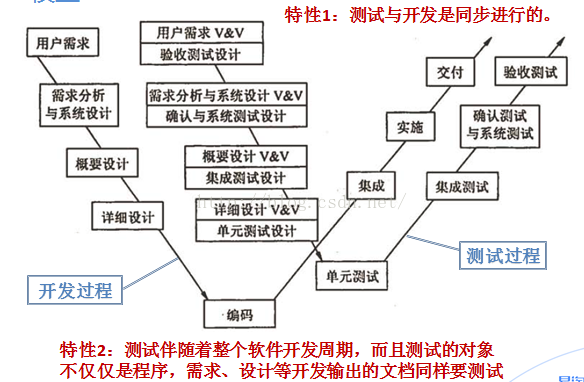 特性1：测试与开发是同步进行的。
用户需求
用户需求 V&V
验收测试设计
交付
验收测试
需求分析
与系统设计
需求分析与系统设计 V&V
确认与系统测试设计
实施
确认测试
与系统测试
概要设计
概要设计 V&V
集成测试设计
集成
集成测试
详细设计
详细设计 V&V
单元测试设计
开发过程
编码
单元测试
测试过程
特性2：测试伴随着整个软件开发周期，而且测试的对象
不仅仅是程序，需求、设计等开发输出的文档同样要测试